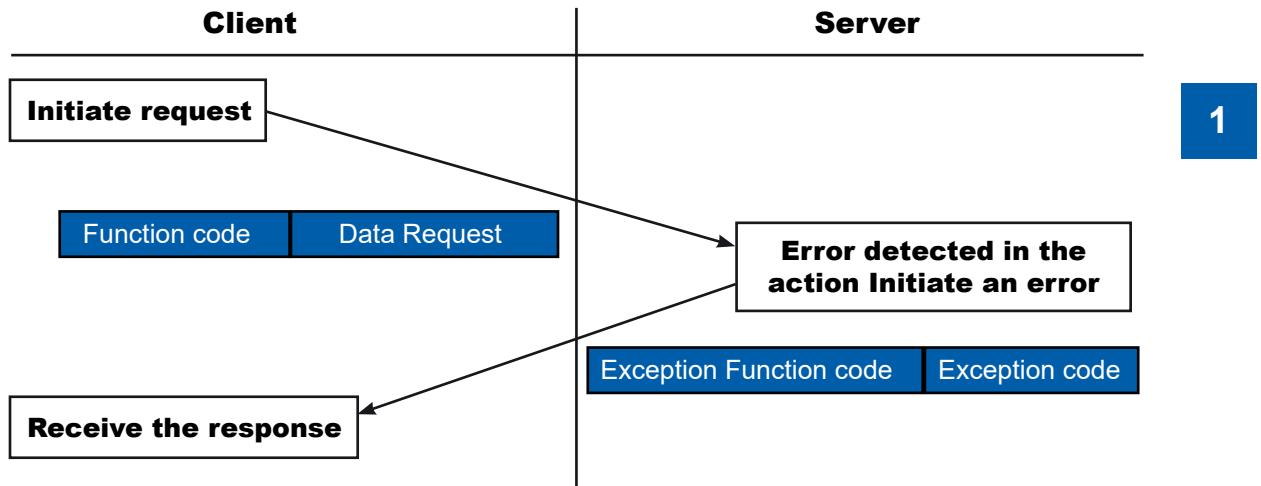 Client
Server
Initiate request
1
Function code
Data Request
Error detected in the
action Initiate an error
Exception Function code
Exception code
Receive the response